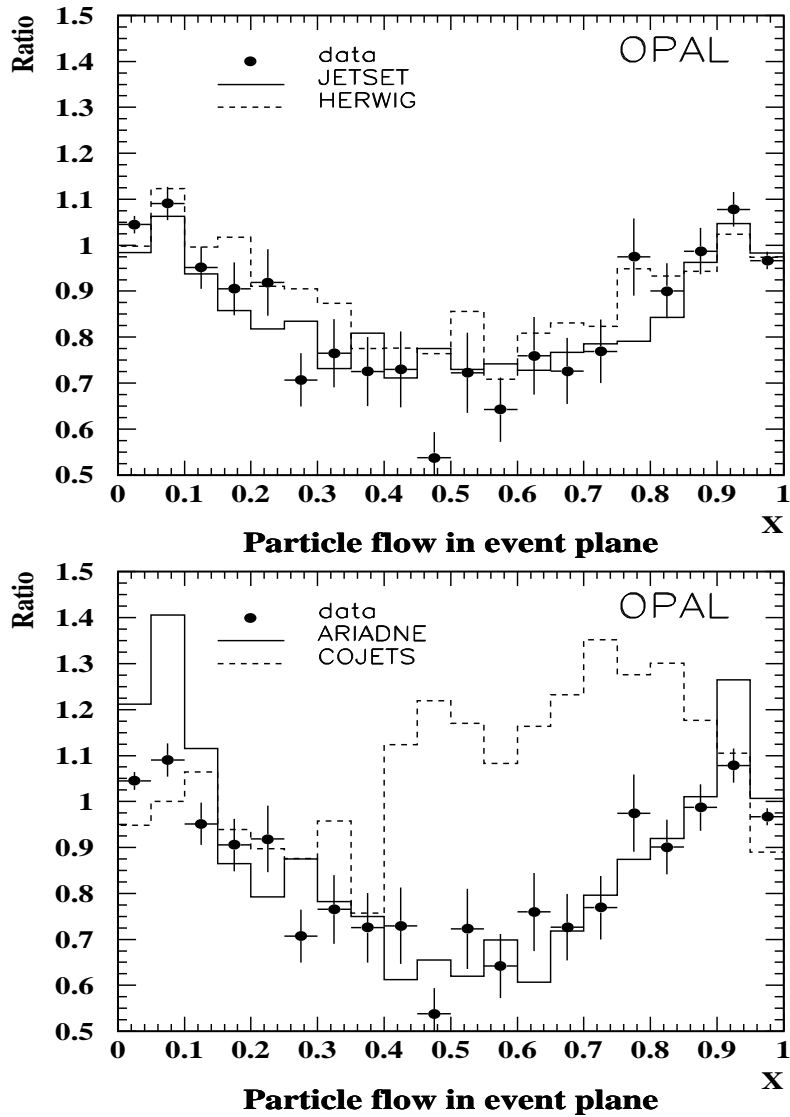 Ratio
1.5
1.4
1.3
1.2
1.1
1
0.9
0.8
0.7
0.6
0.5
OPAL
data
JETSET
HERWIG
0 0.1 0.2 0.3 0.4 0.5 0.6 0.7 0.8 0.9 1
X
Particle flow in event plane
Ratio
1.5
1.4
1.3
1.2
1.1
1
0.9
0.8
0.7
0.6
0.5
OPAL
data
ARIADNE
COJETS
0 0.1 0.2 0.3 0.4 0.5 0.6 0.7 0.8 0.9 1
X
Particle flow in event plane